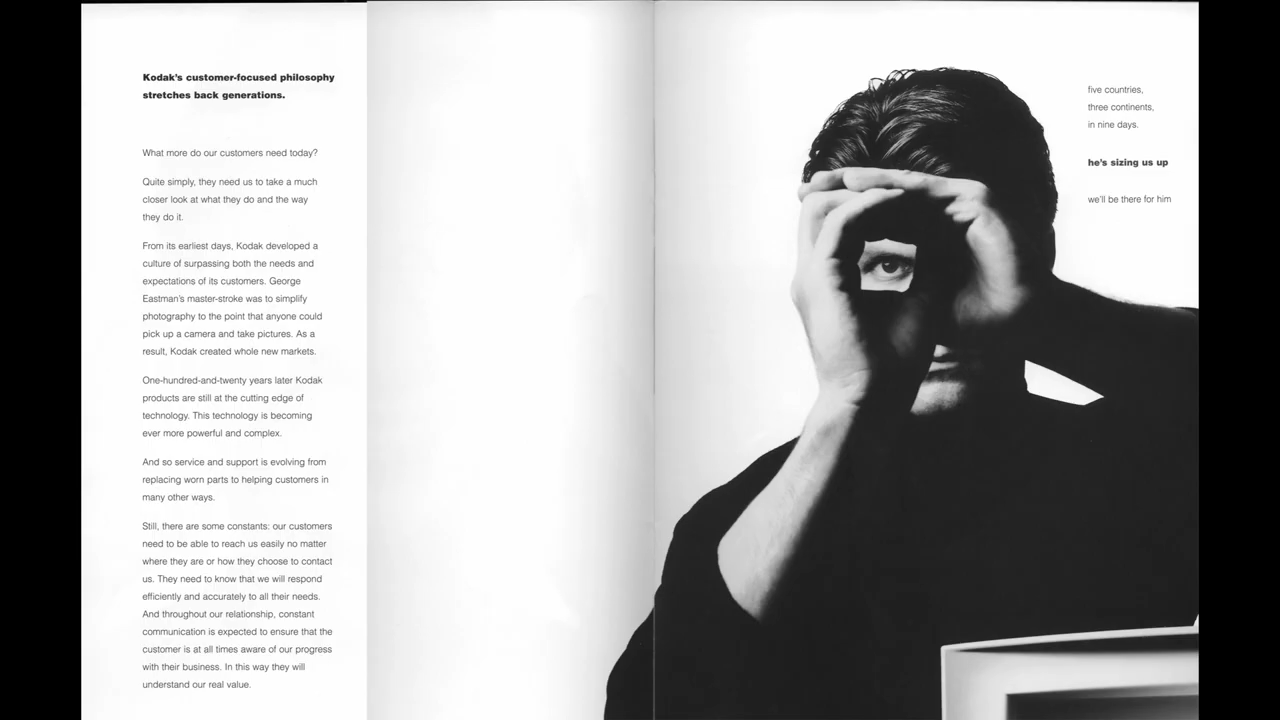 Kodak's customer-focused philosophy
stretches back generations.
What more do our customers need today?
Quite simply, they need us to take a much
closer look at what they do and the way
they do it.
From its earliest days, Kodak developed a
culture of surpassing both the needs and
expectations of its customers. George
Eastman's master-stroke was to simplify
photography to the point that anyone could
pick up a camera and take pictures. As a
result, Kodak created whole new markets.
One-hundred-and-twenty years later Kodak
products are still at the cutting edge of
technology. This technology is becoming
ever more powerful and complex.
And so service and support is evolving from
replacing worn parts to helping customers in
many other ways.
Still, there are some constants: our customers
need to be able to reach us easily no matter
where they are or how they choose to contact
us. They need to know that we will respond
efficiently and accurately to all their needs.
And throughout our relationship, constant
communication is expected to ensure that the
customer is at all times aware of our progress
with their business. In this way they will
understand our real value.
five countries,
three continents,
in nine days.
he's sizing us up
we'll be there for him